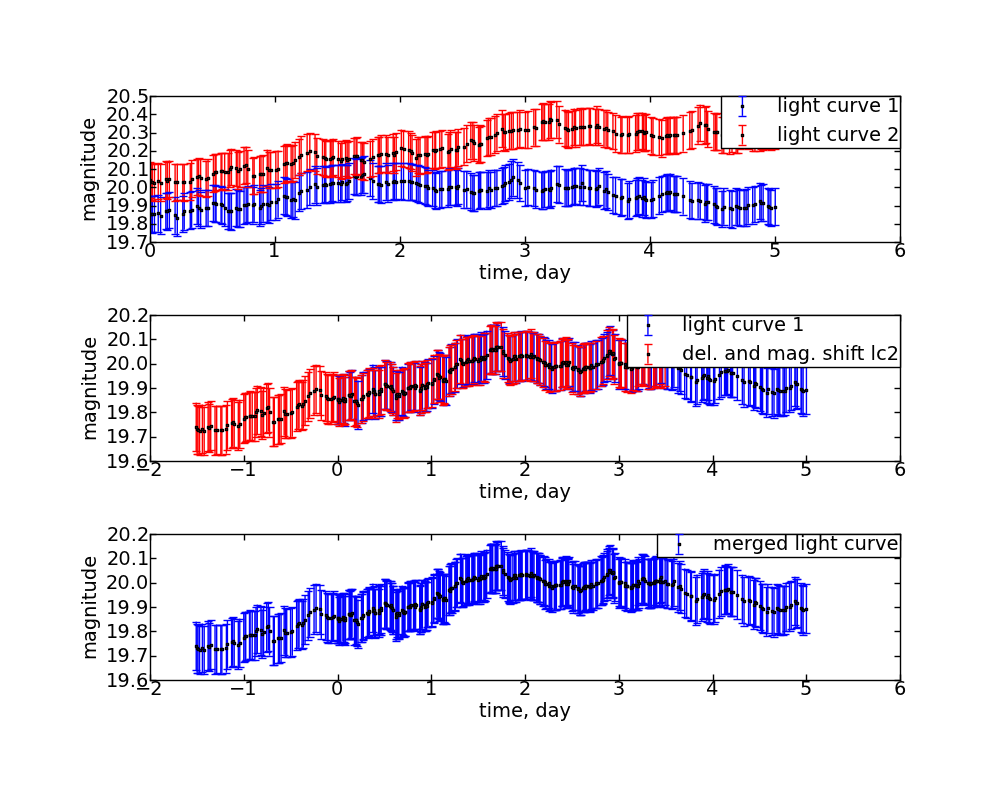 20.5
20.4
20.3
20.2
20.1
20.0
19.9
19.8
19.7
magnitude
light curve 1
light curve 2
0 1 2 3 4 5 6
time, day
20.2
20.1
20.0
19.9
19.8
19.7
19.6
magnitude
light curve 1
del. and mag. shift lc2
−2 −1 0 1 2 3 4 5 6
time, day
20.2
20.1
20.0
19.9
19.8
19.7
19.6
magnitude
merged light curve
−2 −1 0 1 2 3 4 5 6
time, day